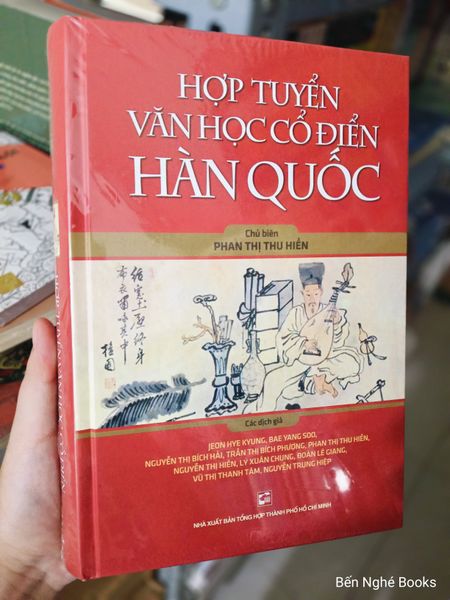 HỢP TUYỂN
VĂN HỌC CỔ ĐIỂN
HÀN QUỐC
Chủ biên
PHAN THỊ THU HIỀN
Các dịch giả
JEON HYE KYUNG, BAE YANG SOO,
NGUYỄN THỊ BÍCH HẢI, TRẦN THỊ BÍCH PHƯỢNG, PHAN THỊ THU HIỀN,
NGUYỄN THỊ HIỀN, LÝ XUÂN CHUNG, ĐOÀN LÊ GIANG,
VŨ THỊ THANH TÂM, NGUYỄN TRUNG HIỆP
NHÀ XUẤT BẢN TỔNG HỢP THÀNH PHỐ HỒ CHÍ MINH
Bến Nghé Books